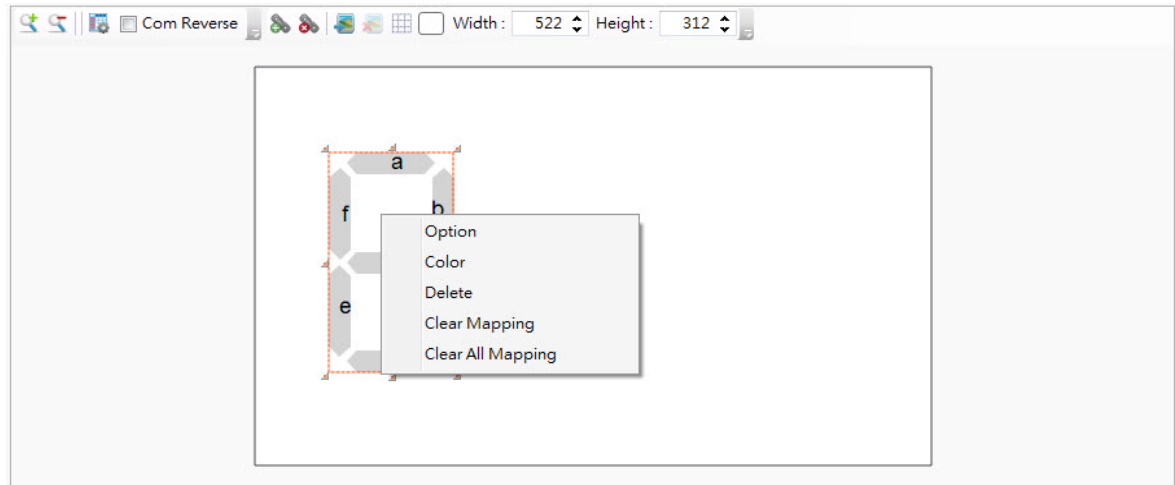 Com Reverse Width : 522 Height : 312
a
f
b
Option
Color
Delete
Clear Mapping
e
Clear All Mapping